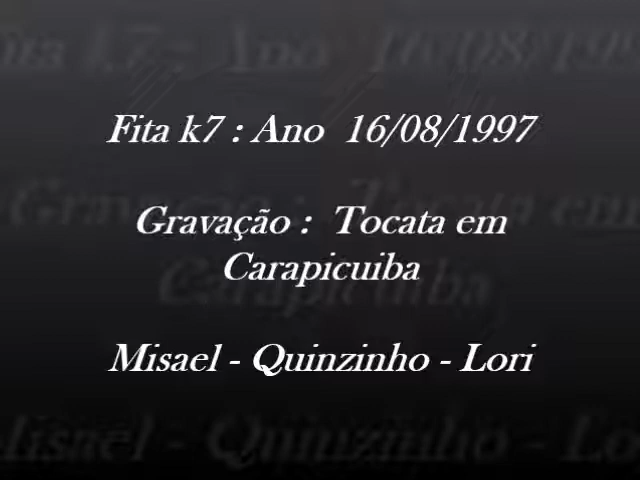 Fita k7 : Ano 16/08/1997
Gravação : Tocata em
Carapicuiba
Misael - Quinzinho - Lori